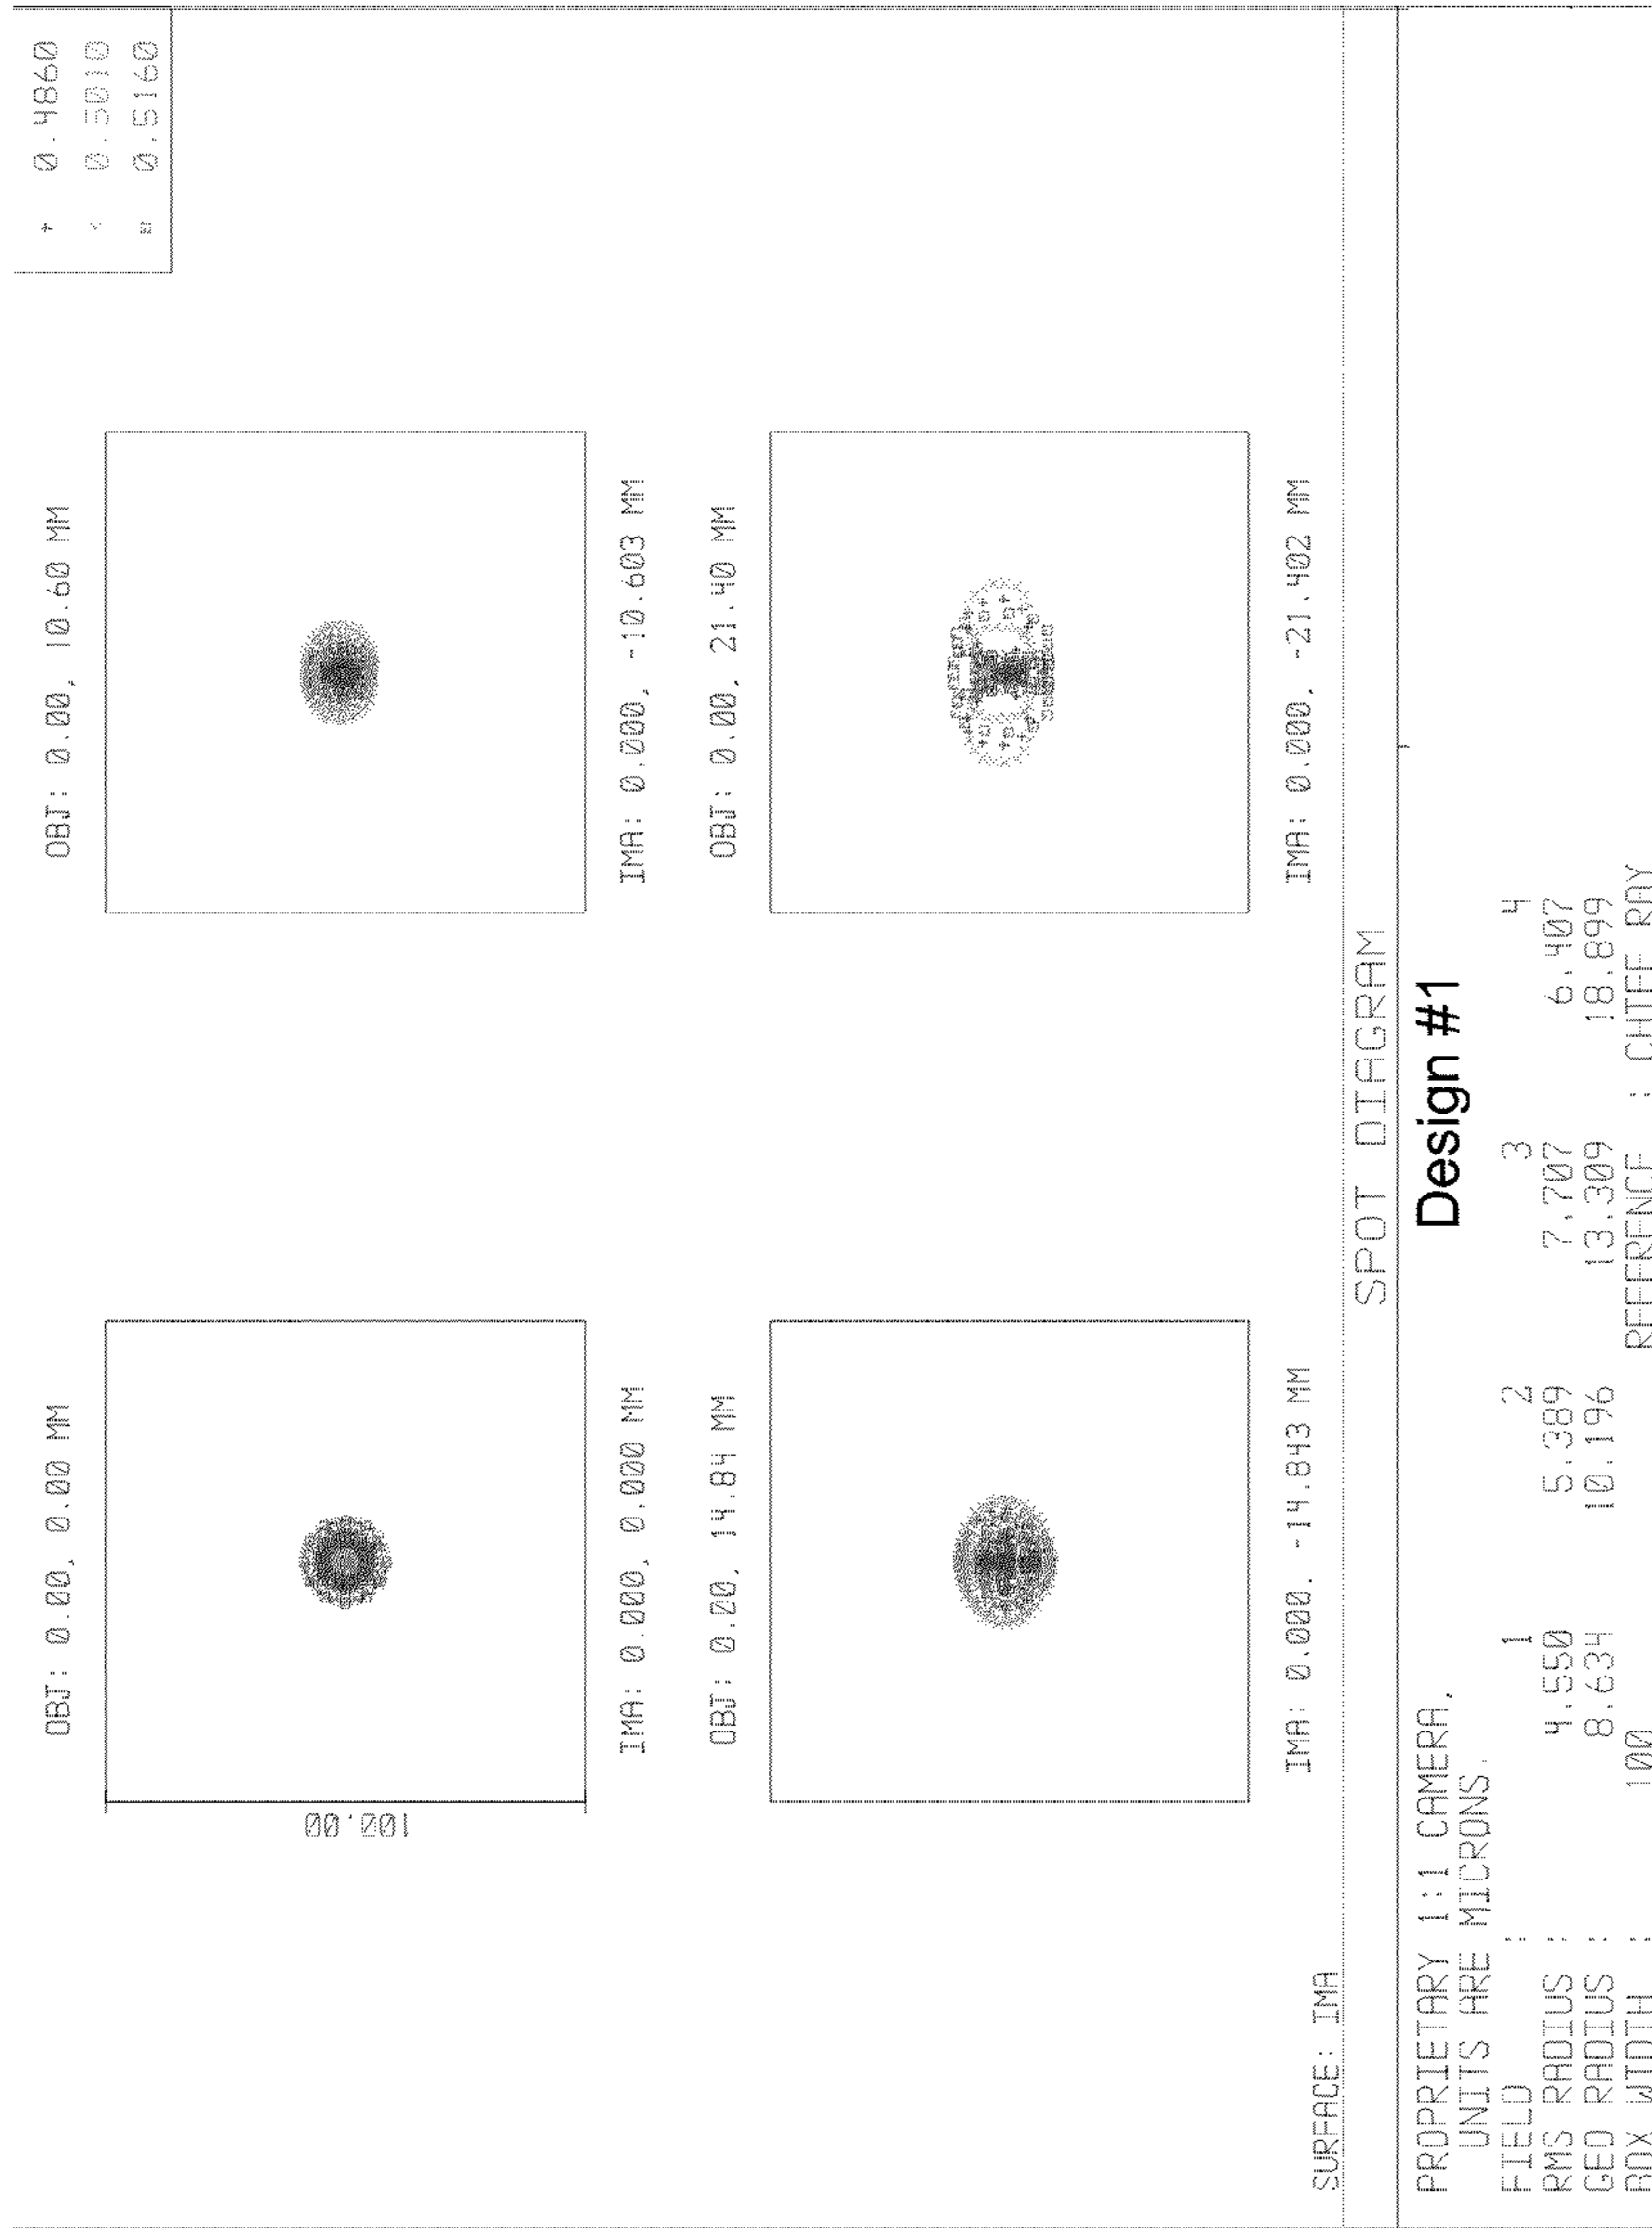 + 0.4860
0.5010
0.5160
OBJ: 0.00, 0.00 MM
OBJ: 0.00, 10.60 MM
100.00
IMA: 0.000, 0.000 MM
IMA: 0.000, -10.603 MM
OBJ: 0.00, 14.84 MM
OBJ: 0.00, 21.40 MM
IMA: 0.000, -14.843 MM
IMA: 0.000, -21.402 MM
SURFACE: IMA
SPOT DIAGRAM
PROPRIETARY 1:1 CAMERA.
Design #1
UNITS ARE MICRONS.
FIELD : 1 2 3 4
RMS RADIUS : 4.550 5.389 7.707 6.407
GEO RADIUS : 8.634 10.196 13.309 18.899
BOX WIDTH : 100 REFERENCE : CHIEF RAY